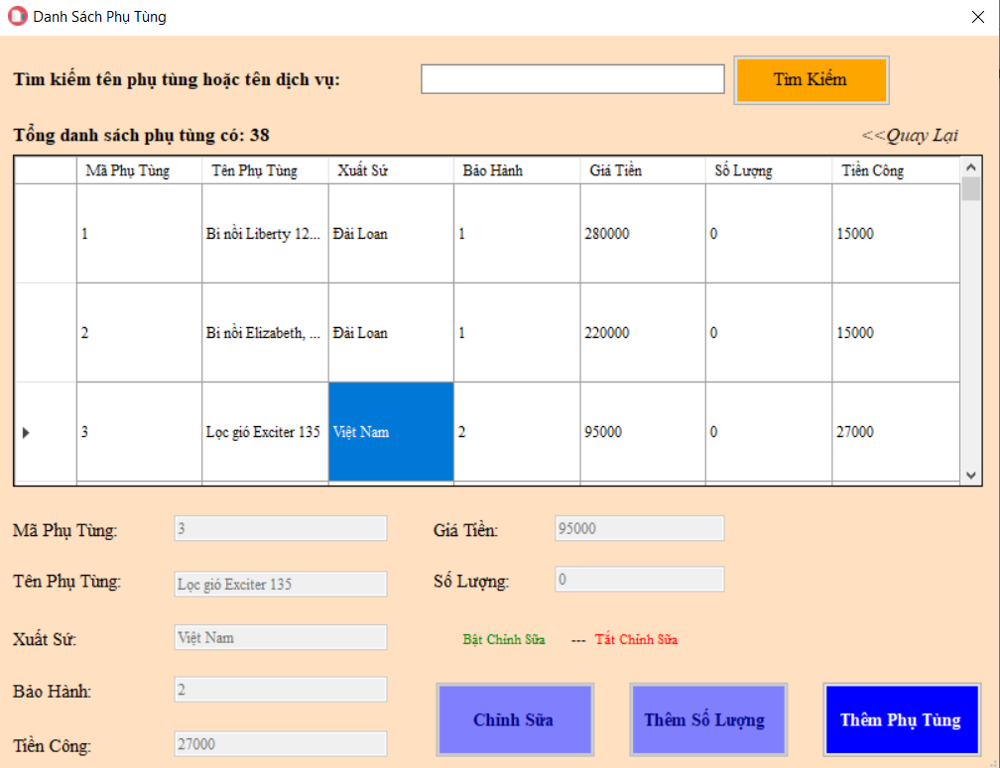 Danh Sách Phụ Tùng
Tìm kiếm tên phụ tùng hoặc tên dịch vụ:
Tìm Kiếm
Tổng danh sách phụ tùng có: 38
<<Quay Lại
Mã Phụ Tùng Tên Phụ Tùng Xuất Sứ Bảo Hành Giá Tiền Số Lượng Tiền Công
1 Bi nồi Liberty 12... Đài Loan 1 280000 0 15000
2 Bi nồi Elizabeth, ... Đài Loan 1 220000 0 15000
3 Lọc gió Exciter 135 Việt Nam 2 95000 0 27000
Mã Phụ Tùng: 3
Giá Tiền: 95000
Tên Phụ Tùng: Lọc gió Exciter 135
Số Lượng: 0
Xuất Sứ: Việt Nam
Bật Chỉnh Sửa --- Tắt Chỉnh Sửa
Bảo Hành: 2
Tiền Công: 27000
Chỉnh Sửa
Thêm Số Lượng
Thêm Phụ Tùng